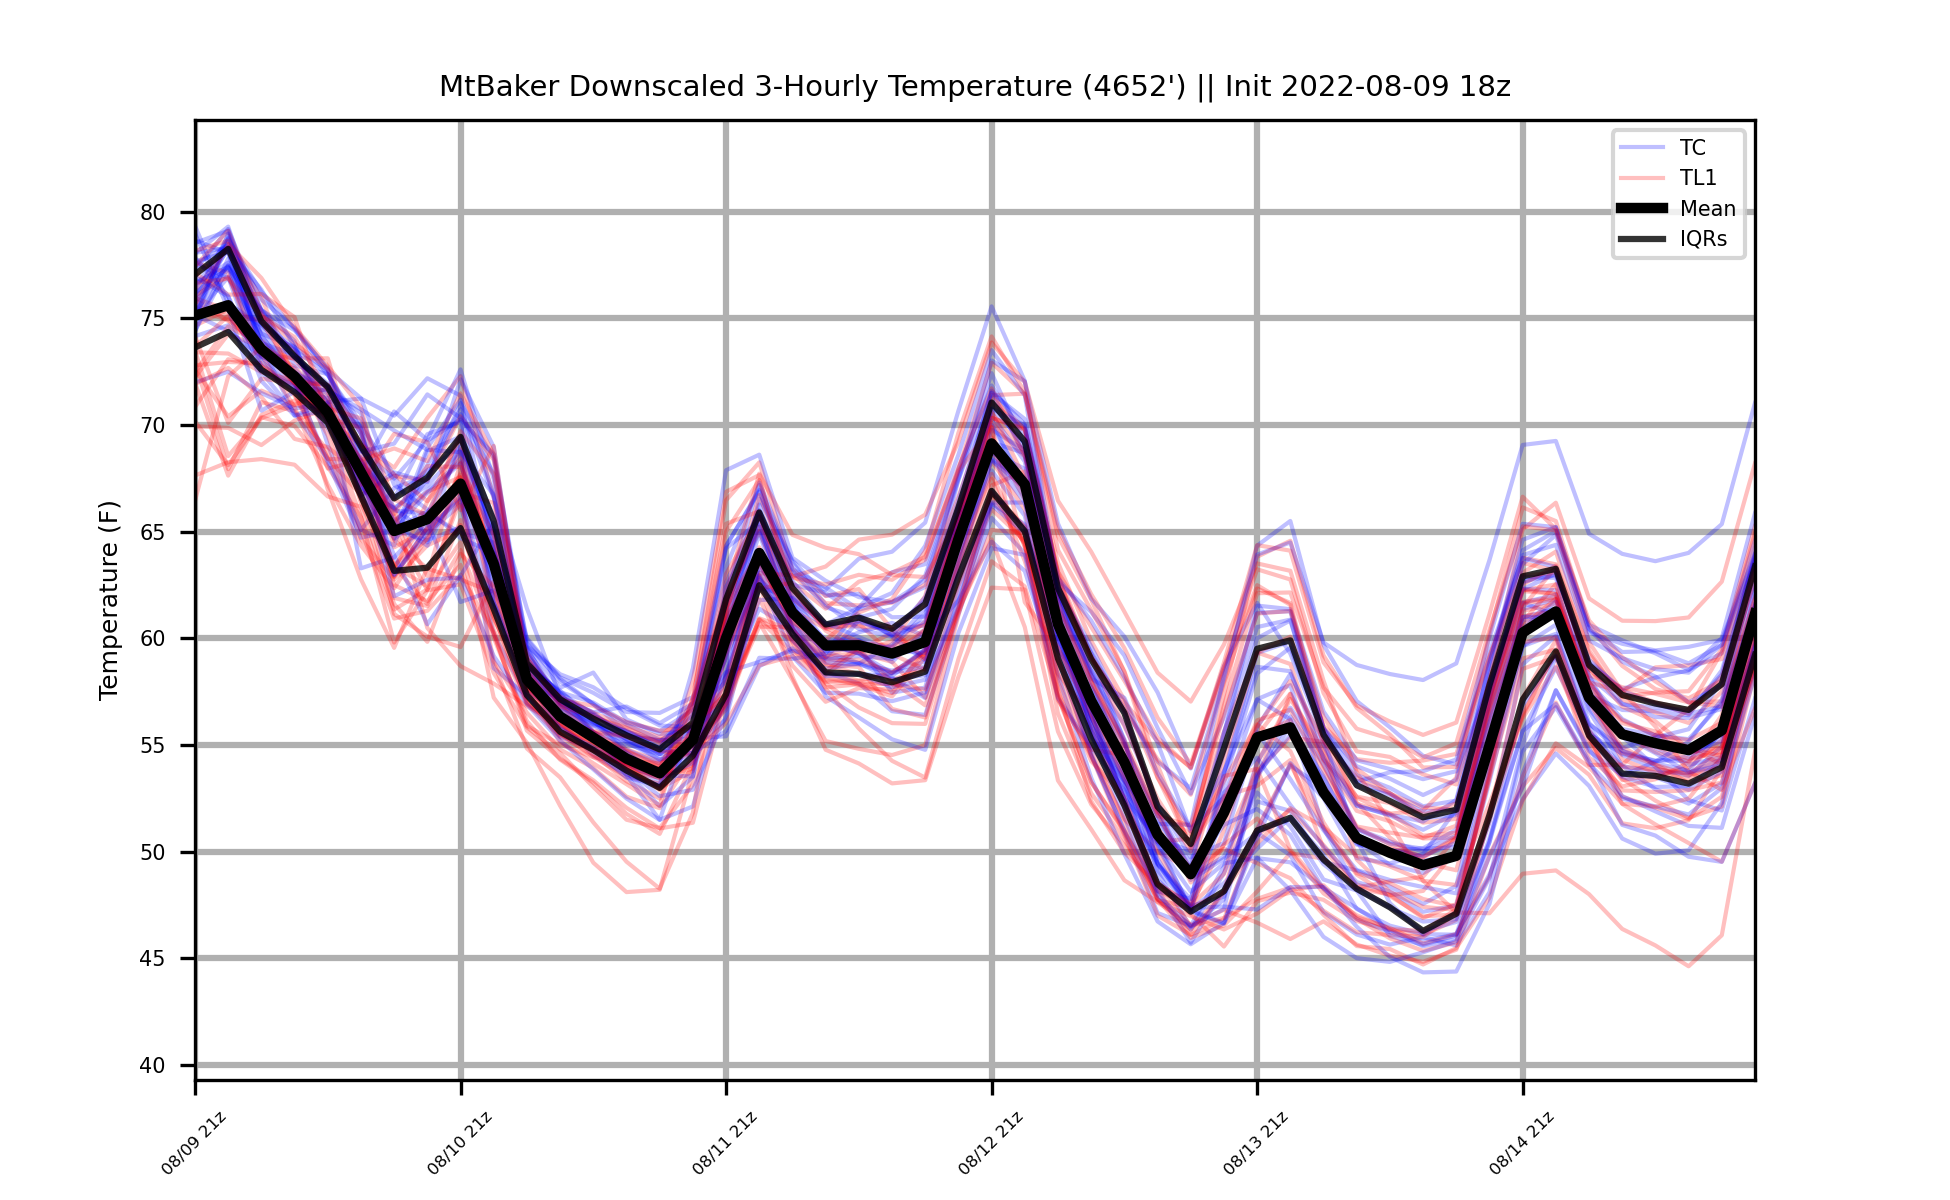 MtBaker Downscaled 3-Hourly Temperature (4652') || Init 2022-08-09 18z
TC
TL1
Mean
IQRs
Temperature (F)
80
75
70
65
60
55
50
45
40
08/09 21z
08/10 21z
08/11 21z
08/12 21z
08/13 21z
08/14 21z